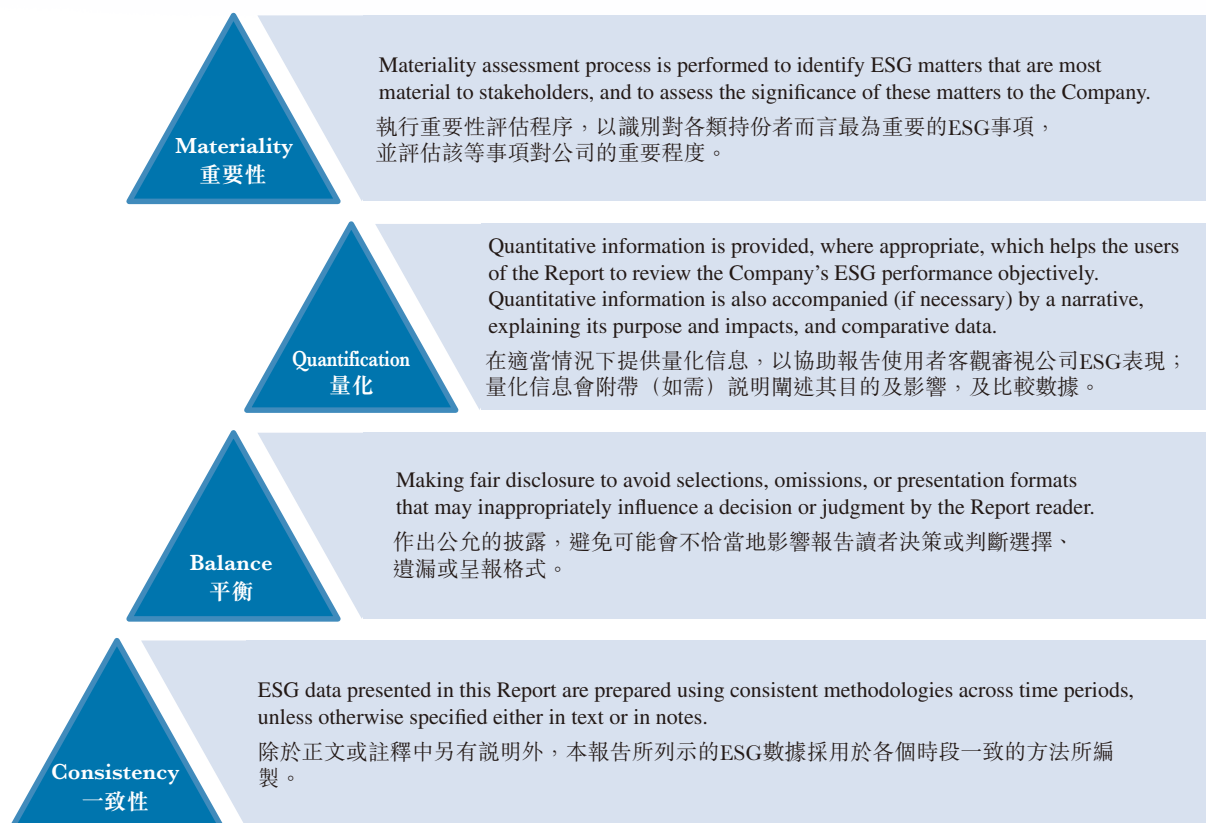 Materiality
重要性
Materiality assessment process is performed to identify ESG matters that are most
material to stakeholders, and to assess the significance of these matters to the Company.
執行重要性評估程序，以識別對各類持份者而言最為重要的ESG事項，
並評估該等事項對公司的重要程度。
Quantification
量化
Quantitative information is provided, where appropriate, which helps the users
of the Report to review the Company’s ESG performance objectively.
Quantitative information is also accompanied (if necessary) by a narrative,
explaining its purpose and impacts, and comparative data.
在適當情況下提供量化信息，以協助報告使用者客觀審視公司ESG表現；
量化信息會附帶（如需）說明闡述其目的及影響，及比較數據。
Balance
平衡
Making fair disclosure to avoid selections, omissions, or presentation formats
that may inappropriately influence a decision or judgment by the Report reader.
作出公允的披露，避免可能會不恰當地影響報告讀者決策或判斷選擇、
遺漏或呈報格式。
Consistency
一致性
ESG data presented in this Report are prepared using consistent methodologies across time periods,
unless otherwise specified either in text or in notes.
除於正文或註釋中另有說明外，本報告所列示的ESG數據採用於各個時段一致的方法所編
製。